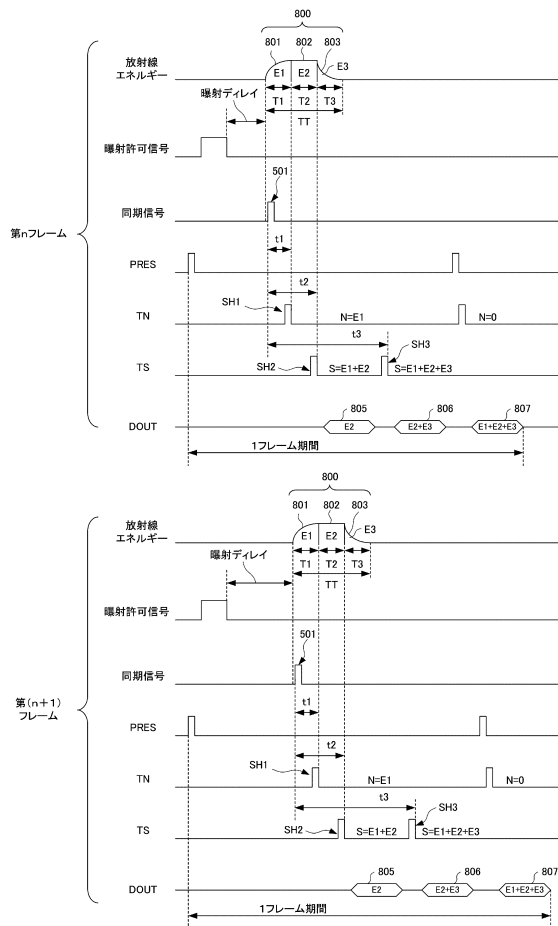 800
801 802 803
放射線
エネルギー
E1 E2 E3
T1 T2 T3
TT
曝射ディレイ
曝射許可信号
501
同期信号
t1
第nフレーム
PRES
t2
SH1
TN
N=E1
N=0
t3
SH3
TS
SH2
S=E1+E2
S=E1+E2+E3
805 806 807
DOUT
E2
E2+E3
E1+E2+E3
1フレーム期間
800
801 802 803
放射線
エネルギー
E1 E2 E3
T1 T2 T3
TT
曝射ディレイ
曝射許可信号
501
同期信号
t1
第(n+1)
フレーム
PRES
t2
SH1
TN
N=E1
N=0
t3
SH3
TS
SH2
S=E1+E2
S=E1+E2+E3
805 806 807
DOUT
E2
E2+E3
E1+E2+E3
1フレーム期間